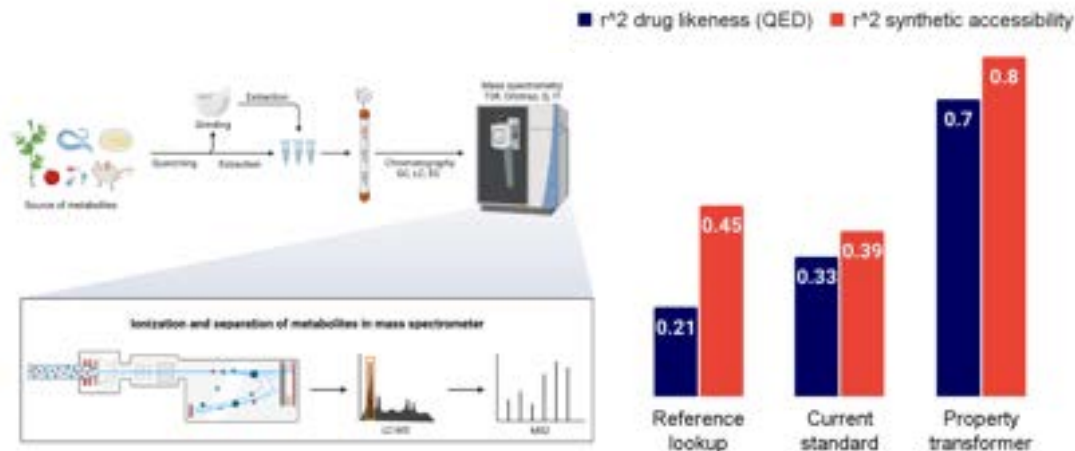 r^2 drug likeness (QED) r^2 synthetic accessibility
Mass spectrometry
Extraction
Grinding
Quenching Extraction
Chromatography
GC, LC, EC
Source of metabolites
Ionization and separation of metabolites in mass spectrometer
LC-MS
MS2
0.21
0.45
0.33
0.39
0.7
0.8
Reference
lookup
Current
standard
Property
transformer